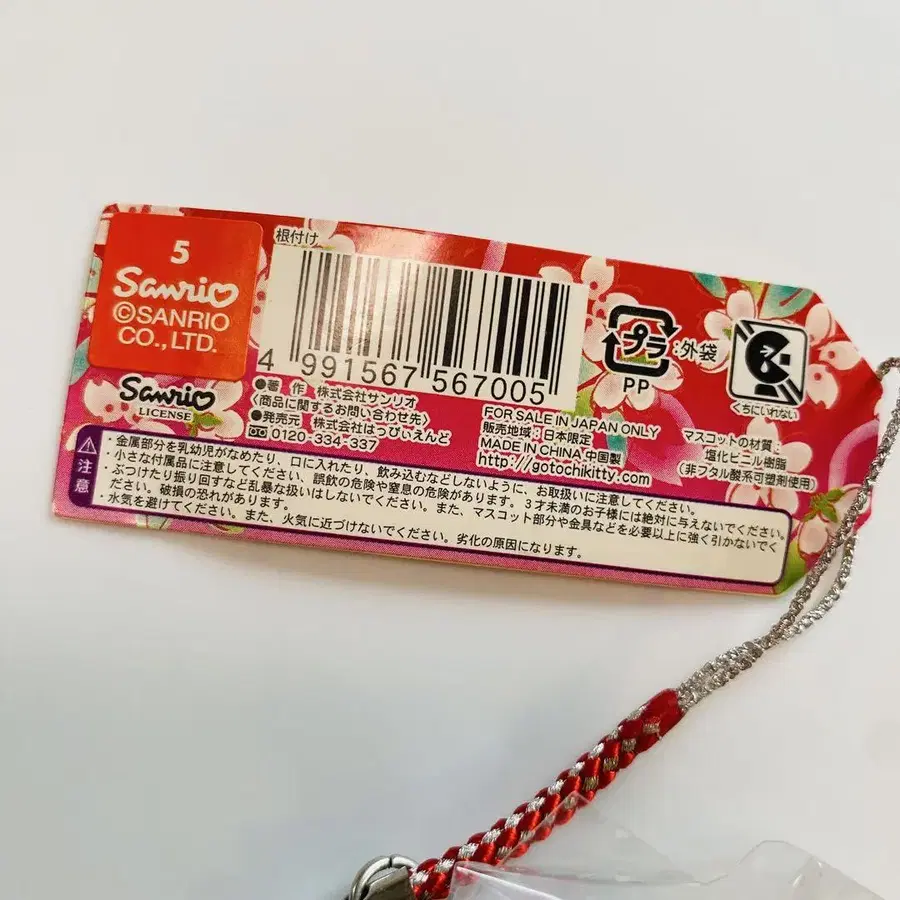 5
Sanrio
©SANRIO
CO., LTD.
Sanrio
LICENSE
根付け
4 991567 567005
●著 作 株式会社サンリオ
〈商品に関するお問い合わせ先〉
●発売元 株式会社はっぴぃえんど
0120-334-337
FOR SALE IN JAPAN ONLY
販売地域:日本限定
MADE IN CHINA 中国製
http://gotochikitty.com
プラ
:外袋
PP
くちにいれない
マスコットの材質:
塩化ビニール樹脂
(非フタル酸系可塑剤使用)
注意
・金属部分を乳幼児がなめたり、口に入れたり、飲み込むなどしないように、お取扱いに注意してください。
小さな付属品に注意してください、誤飲の危険や窒息の危険があります。3才未満のお子様には絶対に与えないでください。
・ぶつけたり振り回すなど乱暴な扱いはしないでください。また、マスコット部分や金具などを必要以上に強く引かないでく
ださい。破損の恐れがあります。
・水気を避けてください。また、火気に近づけないでください。劣化の原因になります。